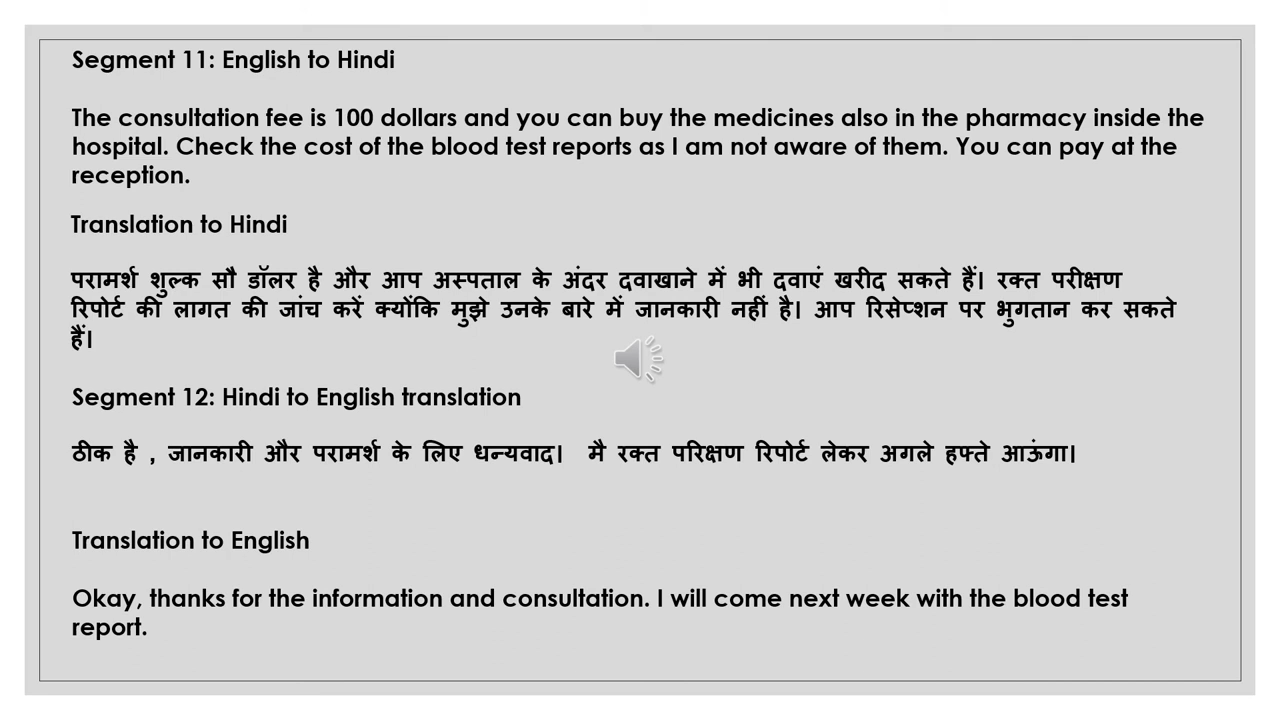 Segment 11: English to Hindi
The consultation fee is 100 dollars and you can buy the medicines also in the pharmacy inside the
hospital. Check the cost of the blood test reports as I am not aware of them. You can pay at the
reception.
Translation to Hindi
परामर्श शुल्क सौ डॉलर है और आप अस्पताल के अंदर दवाखाने में भी दवाएं खरीद सकते हैं। रक्त परीक्षण
रिपोर्ट की लागत की जांच करें क्योंकि मुझे उनके बारे में जानकारी नहीं है। आप रिसेप्शन पर भुगतान कर सकते
हैं।
Segment 12: Hindi to English translation
ठीक है , जानकारी और परामर्श के लिए धन्यवाद। मै रक्त परिक्षण रिपोर्ट लेकर अगले हफ्ते आऊंगा।
Translation to English
Okay, thanks for the information and consultation. I will come next week with the blood test
report.